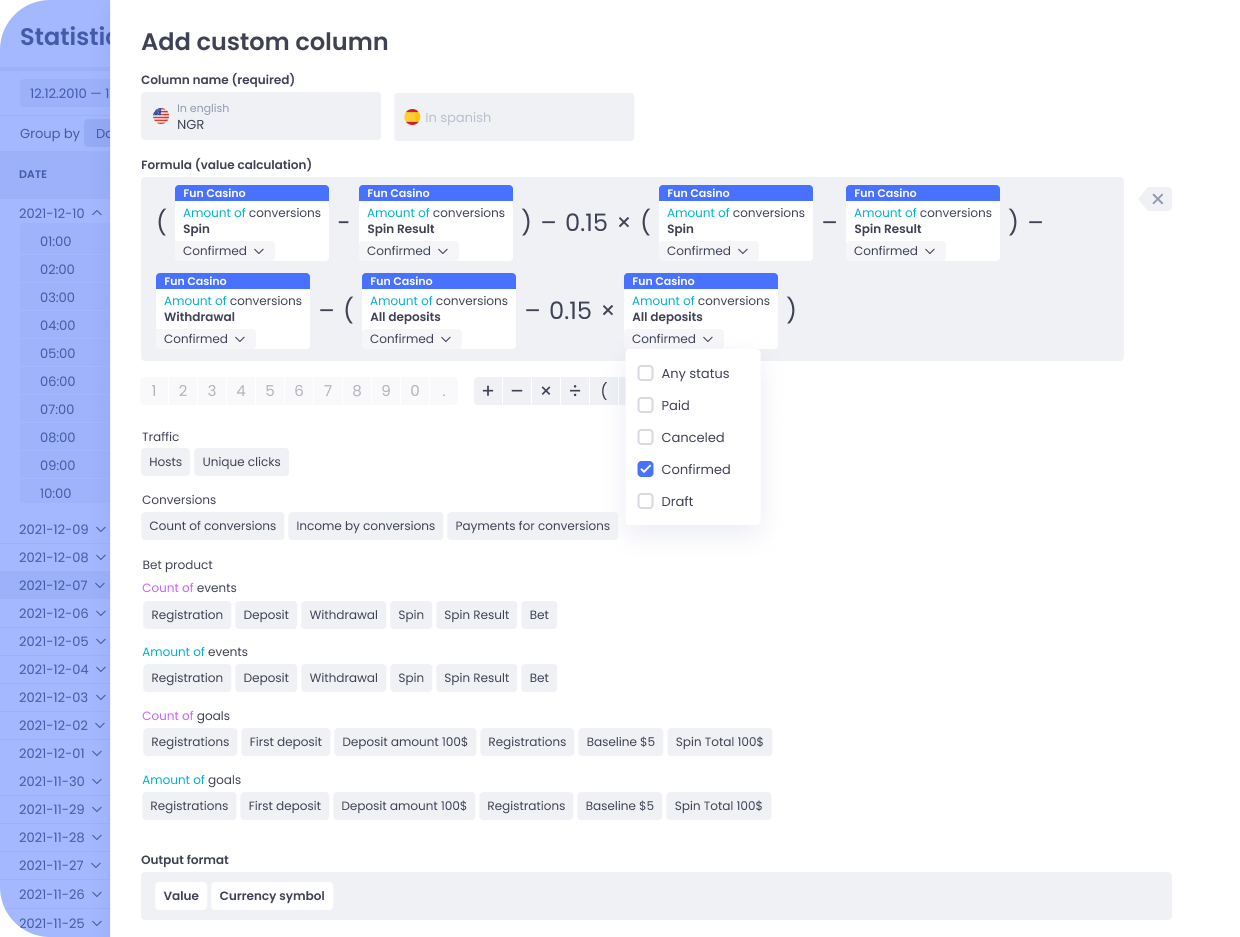 Statistic
12.12.2010 — 1
Group by Da
DATE
2021-12-10
01:00
02:00
03:00
04:00
05:00
06:00
07:00
08:00
09:00
10:00
2021-12-09
2021-12-08
2021-12-07
2021-12-06
2021-12-05
2021-12-04
2021-12-03
2021-12-02
2021-12-01
2021-11-30
2021-11-29
2021-11-28
2021-11-27
2021-11-26
2021-11-25
Add custom column
Column name (required)
In english
NGR
In spanish
Formula (value calculation)
Fun Casino Fun Casino Fun Casino Fun Casino
( Amount of conversions − Amount of conversions ) − 0.15 × ( Amount of conversions − Amount of conversions ) −
Spin Spin Result Spin Spin Result
Confirmed Confirmed Confirmed Confirmed
Fun Casino Fun Casino Fun Casino
Amount of conversions − ( Amount of conversions − 0.15 × Amount of conversions )
Withdrawal All deposits All deposits
Confirmed Confirmed Confirmed
Any status
Paid
Canceled
Confirmed
Draft
1 2 3 4 5 6 7 8 9 0 . + − × ÷ (
Traffic
Hosts Unique clicks
Conversions
Count of conversions Income by conversions Payments for conversions
Bet product
Count of events
Registration Deposit Withdrawal Spin Spin Result Bet
Amount of events
Registration Deposit Withdrawal Spin Spin Result Bet
Count of goals
Registrations First deposit Deposit amount 100$ Registrations Baseline $5 Spin Total 100$
Amount of goals
Registrations First deposit Deposit amount 100$ Registrations Baseline $5 Spin Total 100$
Output format
Value Currency symbol